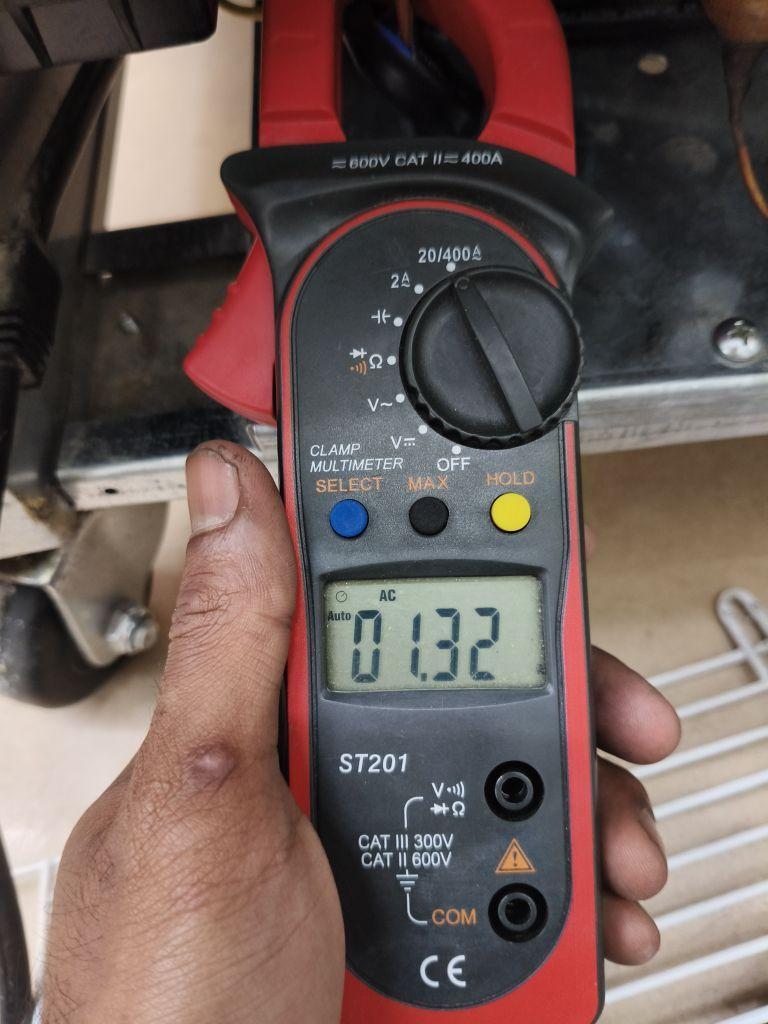 ≂ 600V CAT II ≂ 400A
20/400A
2A
Ω
V~
V⎓
OFF
CLAMP
MULTIMETER
SELECT MAX HOLD
AC
Auto 01.32
ST201
V
Ω
CAT III 300V
CAT II 600V
COM
CE